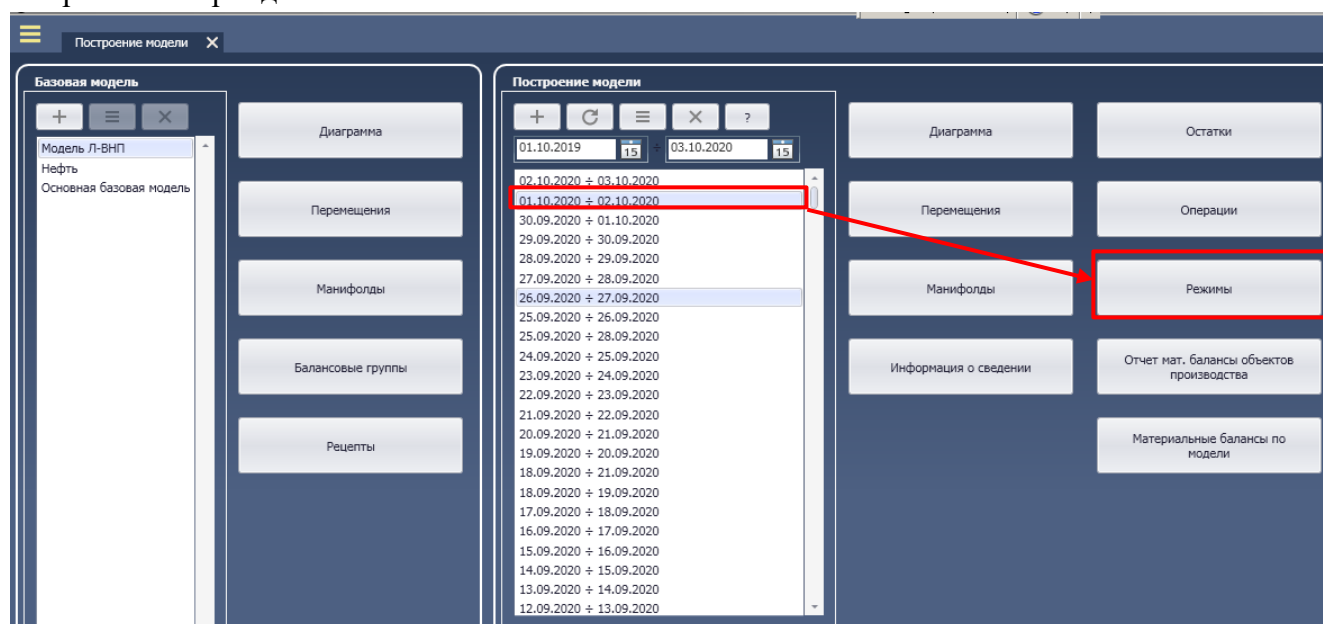 Построение модели
Базовая модель
Модель Л-ВНП
Нефть
Основная базовая модель
Диаграмма
Перемещения
Манифолды
Балансовые группы
Рецепты
Построение модели
?
01.10.2019 15 ÷ 03.10.2020 15
02.10.2020 ÷ 03.10.2020
01.10.2020 ÷ 02.10.2020
30.09.2020 ÷ 01.10.2020
29.09.2020 ÷ 30.09.2020
28.09.2020 ÷ 29.09.2020
27.09.2020 ÷ 28.09.2020
26.09.2020 ÷ 27.09.2020
25.09.2020 ÷ 26.09.2020
25.09.2020 ÷ 28.09.2020
24.09.2020 ÷ 25.09.2020
23.09.2020 ÷ 24.09.2020
22.09.2020 ÷ 23.09.2020
21.09.2020 ÷ 22.09.2020
20.09.2020 ÷ 21.09.2020
19.09.2020 ÷ 20.09.2020
18.09.2020 ÷ 21.09.2020
18.09.2020 ÷ 19.09.2020
17.09.2020 ÷ 18.09.2020
16.09.2020 ÷ 17.09.2020
15.09.2020 ÷ 16.09.2020
14.09.2020 ÷ 15.09.2020
13.09.2020 ÷ 14.09.2020
12.09.2020 ÷ 13.09.2020
Диаграмма
Перемещения
Манифолды
Информация о сведении
Остатки
Операции
Режимы
Отчет мат. балансы объектов
производства
Материальные балансы по
модели